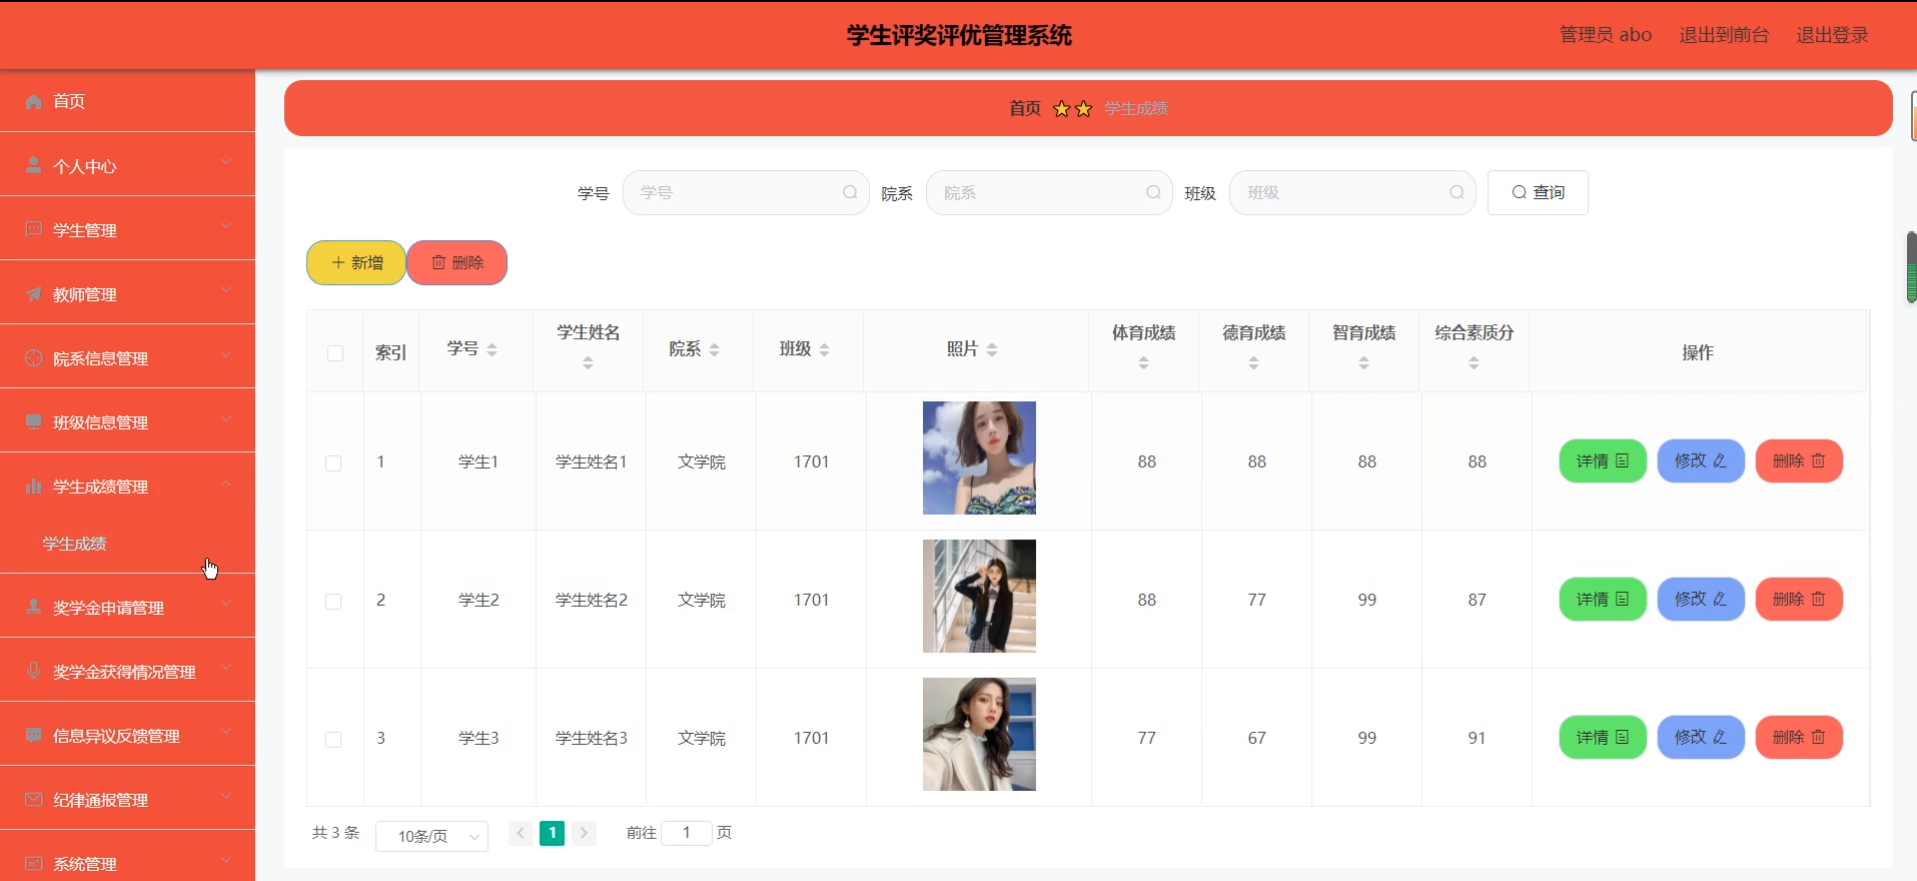 学生评奖评优管理系统
管理员 abo 退出到前台 退出登录
首页
个人中心
学生管理
教师管理
院系信息管理
班级信息管理
学生成绩管理
学生成绩
奖学金申请管理
奖学金获得情况管理
信息异议反馈管理
纪律通报管理
系统管理
首页 学生成绩
学号 学号 院系 院系 班级 班级 查询
新增 删除
索引 学号 学生姓名 院系 班级 照片 体育成绩 德育成绩 智育成绩 综合素质分 操作
1 学生1 学生姓名1 文学院 1701 88 88 88 88 详情 修改 删除
2 学生2 学生姓名2 文学院 1701 88 77 99 87 详情 修改 删除
3 学生3 学生姓名3 文学院 1701 77 67 99 91 详情 修改 删除
共 3 条 10条/页 1 前往 1 页